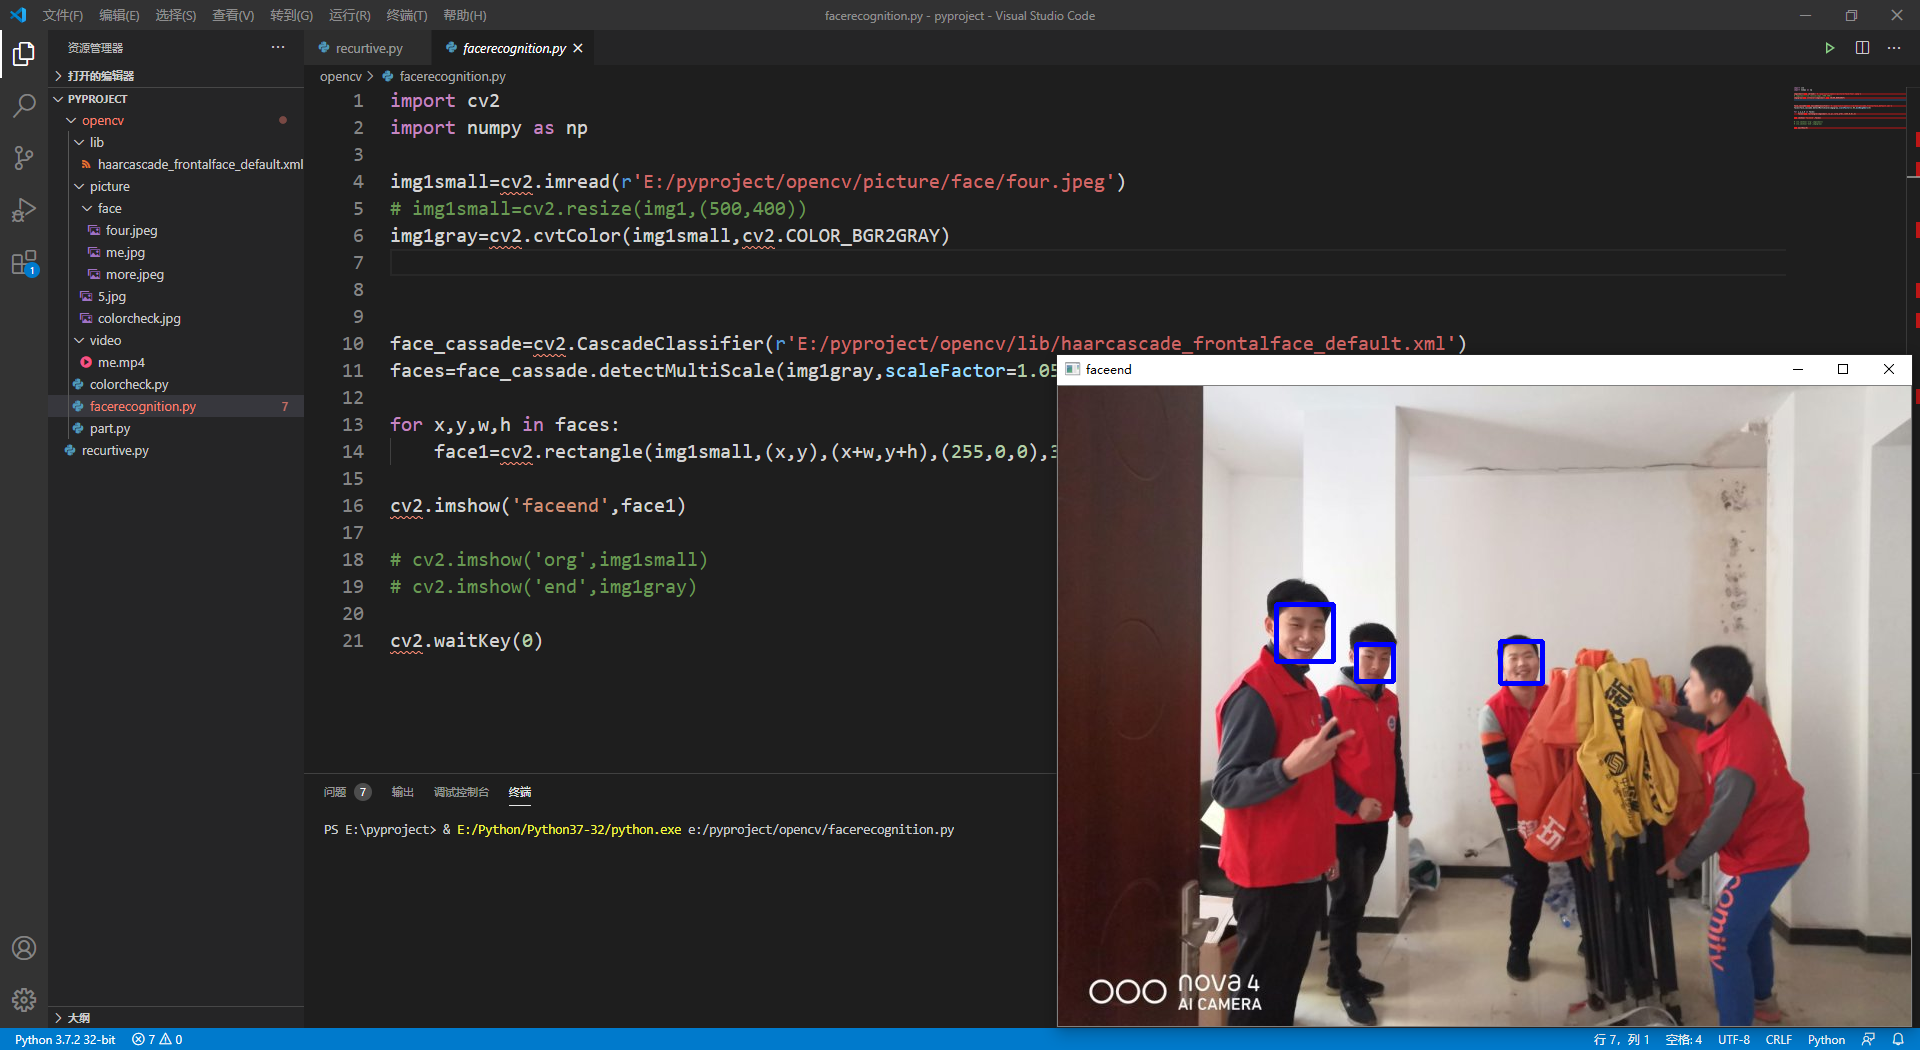 文件(F) 编辑(E) 选择(S) 查看(V) 转到(G) 运行(R) 终端(T) 帮助(H)
facerecognition.py - pyproject - Visual Studio Code
资源管理器
打开的编辑器
PYPROJECT
opencv
lib
haarcascade_frontalface_default.xml
picture
face
four.jpeg
me.jpg
more.jpeg
5.jpg
colorcheck.jpg
video
me.mp4
colorcheck.py
facerecognition.py 7
part.py
recurtive.py
大纲
1
recurtive.py facerecognition.py
opencv > facerecognition.py
1 import cv2
2 import numpy as np
3
4 img1small=cv2.imread(r'E:/pyproject/opencv/picture/face/four.jpeg')
5 # img1small=cv2.resize(img1,(500,400))
6 img1gray=cv2.cvtColor(img1small,cv2.COLOR_BGR2GRAY)
7
8
9
10 face_cassade=cv2.CascadeClassifier(r'E:/pyproject/opencv/lib/haarcascade_frontalface_default.xml')
11 faces=face_cassade.detectMultiScale(img1gray,scaleFactor=1.05
12
13 for x,y,w,h in faces:
14 face1=cv2.rectangle(img1small,(x,y),(x+w,y+h),(255,0,0),3
15
16 cv2.imshow('faceend',face1)
17
18 # cv2.imshow('org',img1small)
19 # cv2.imshow('end',img1gray)
20
21 cv2.waitKey(0)
问题 7 输出 调试控制台 终端
PS E:\pyproject> & E:/Python/Python37-32/python.exe e:/pyproject/opencv/facerecognition.py
faceend
comity
nova 4
AI CAMERA
Python 3.7.2 32-bit 7 0
行 7，列 1 空格: 4 UTF-8 CRLF Python